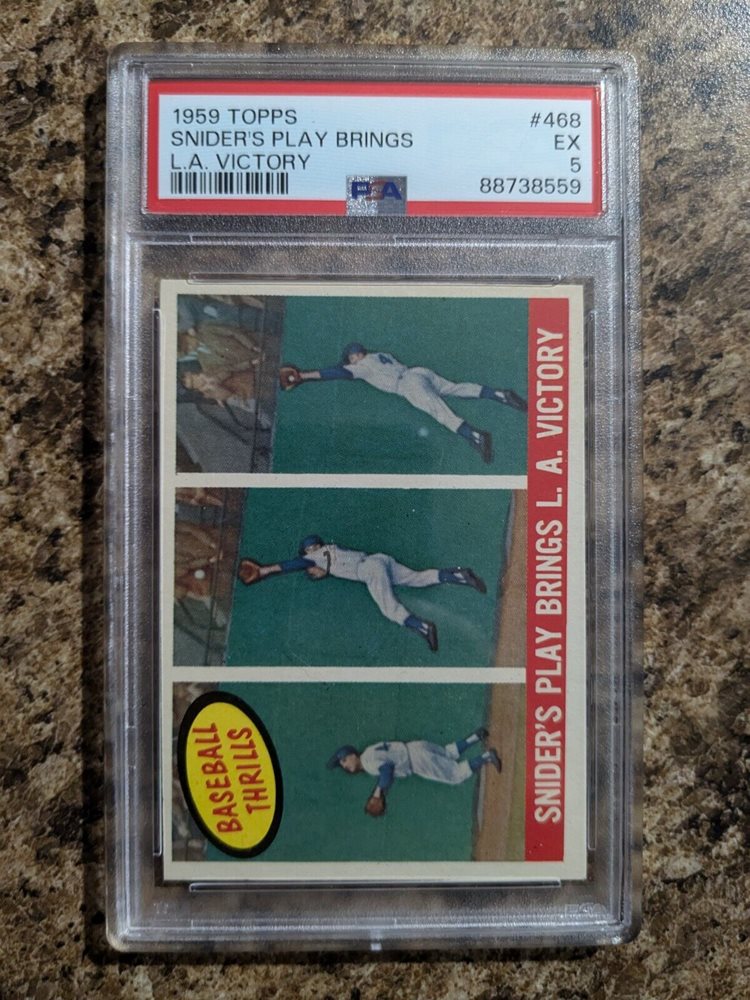 1959 TOPPS #468
SNIDER'S PLAY BRINGS EX
L.A. VICTORY 5
PSA 88738559
BASEBALL
THRILLS
SNIDER'S PLAY BRINGS L. A. VICTORY